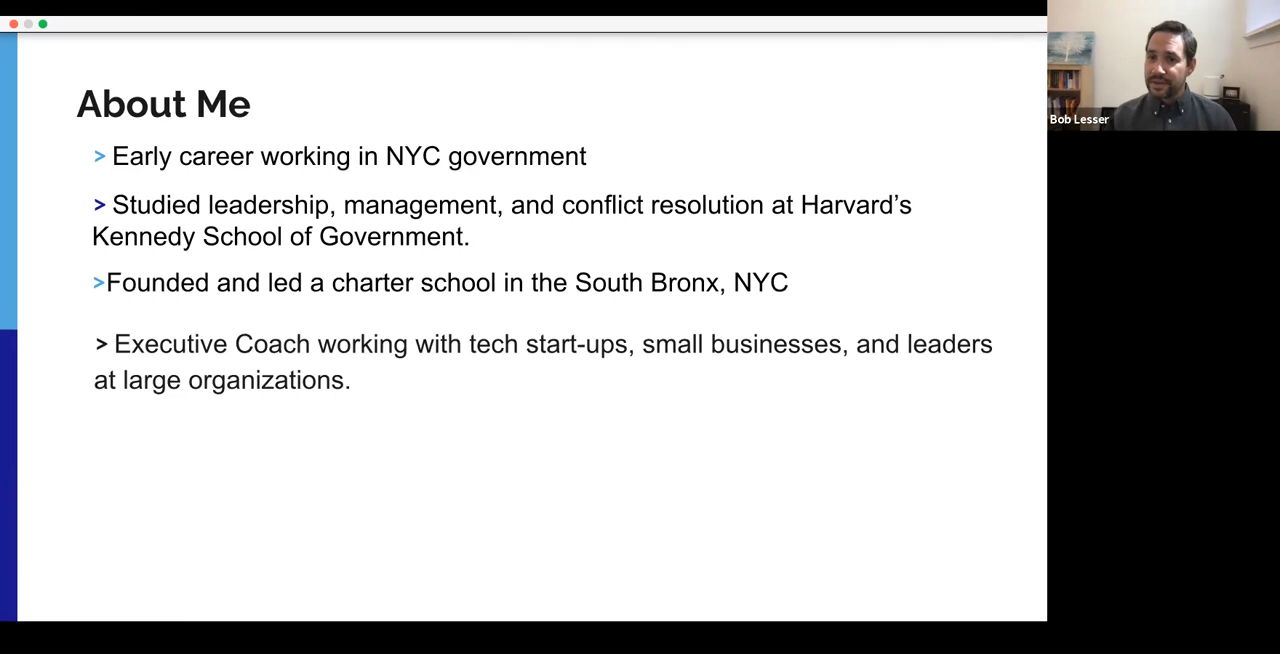 About Me
> Early career working in NYC government
> Studied leadership, management, and conflict resolution at Harvard’s
Kennedy School of Government.
>Founded and led a charter school in the South Bronx, NYC
> Executive Coach working with tech start-ups, small businesses, and leaders
at large organizations.
Bob Lesser